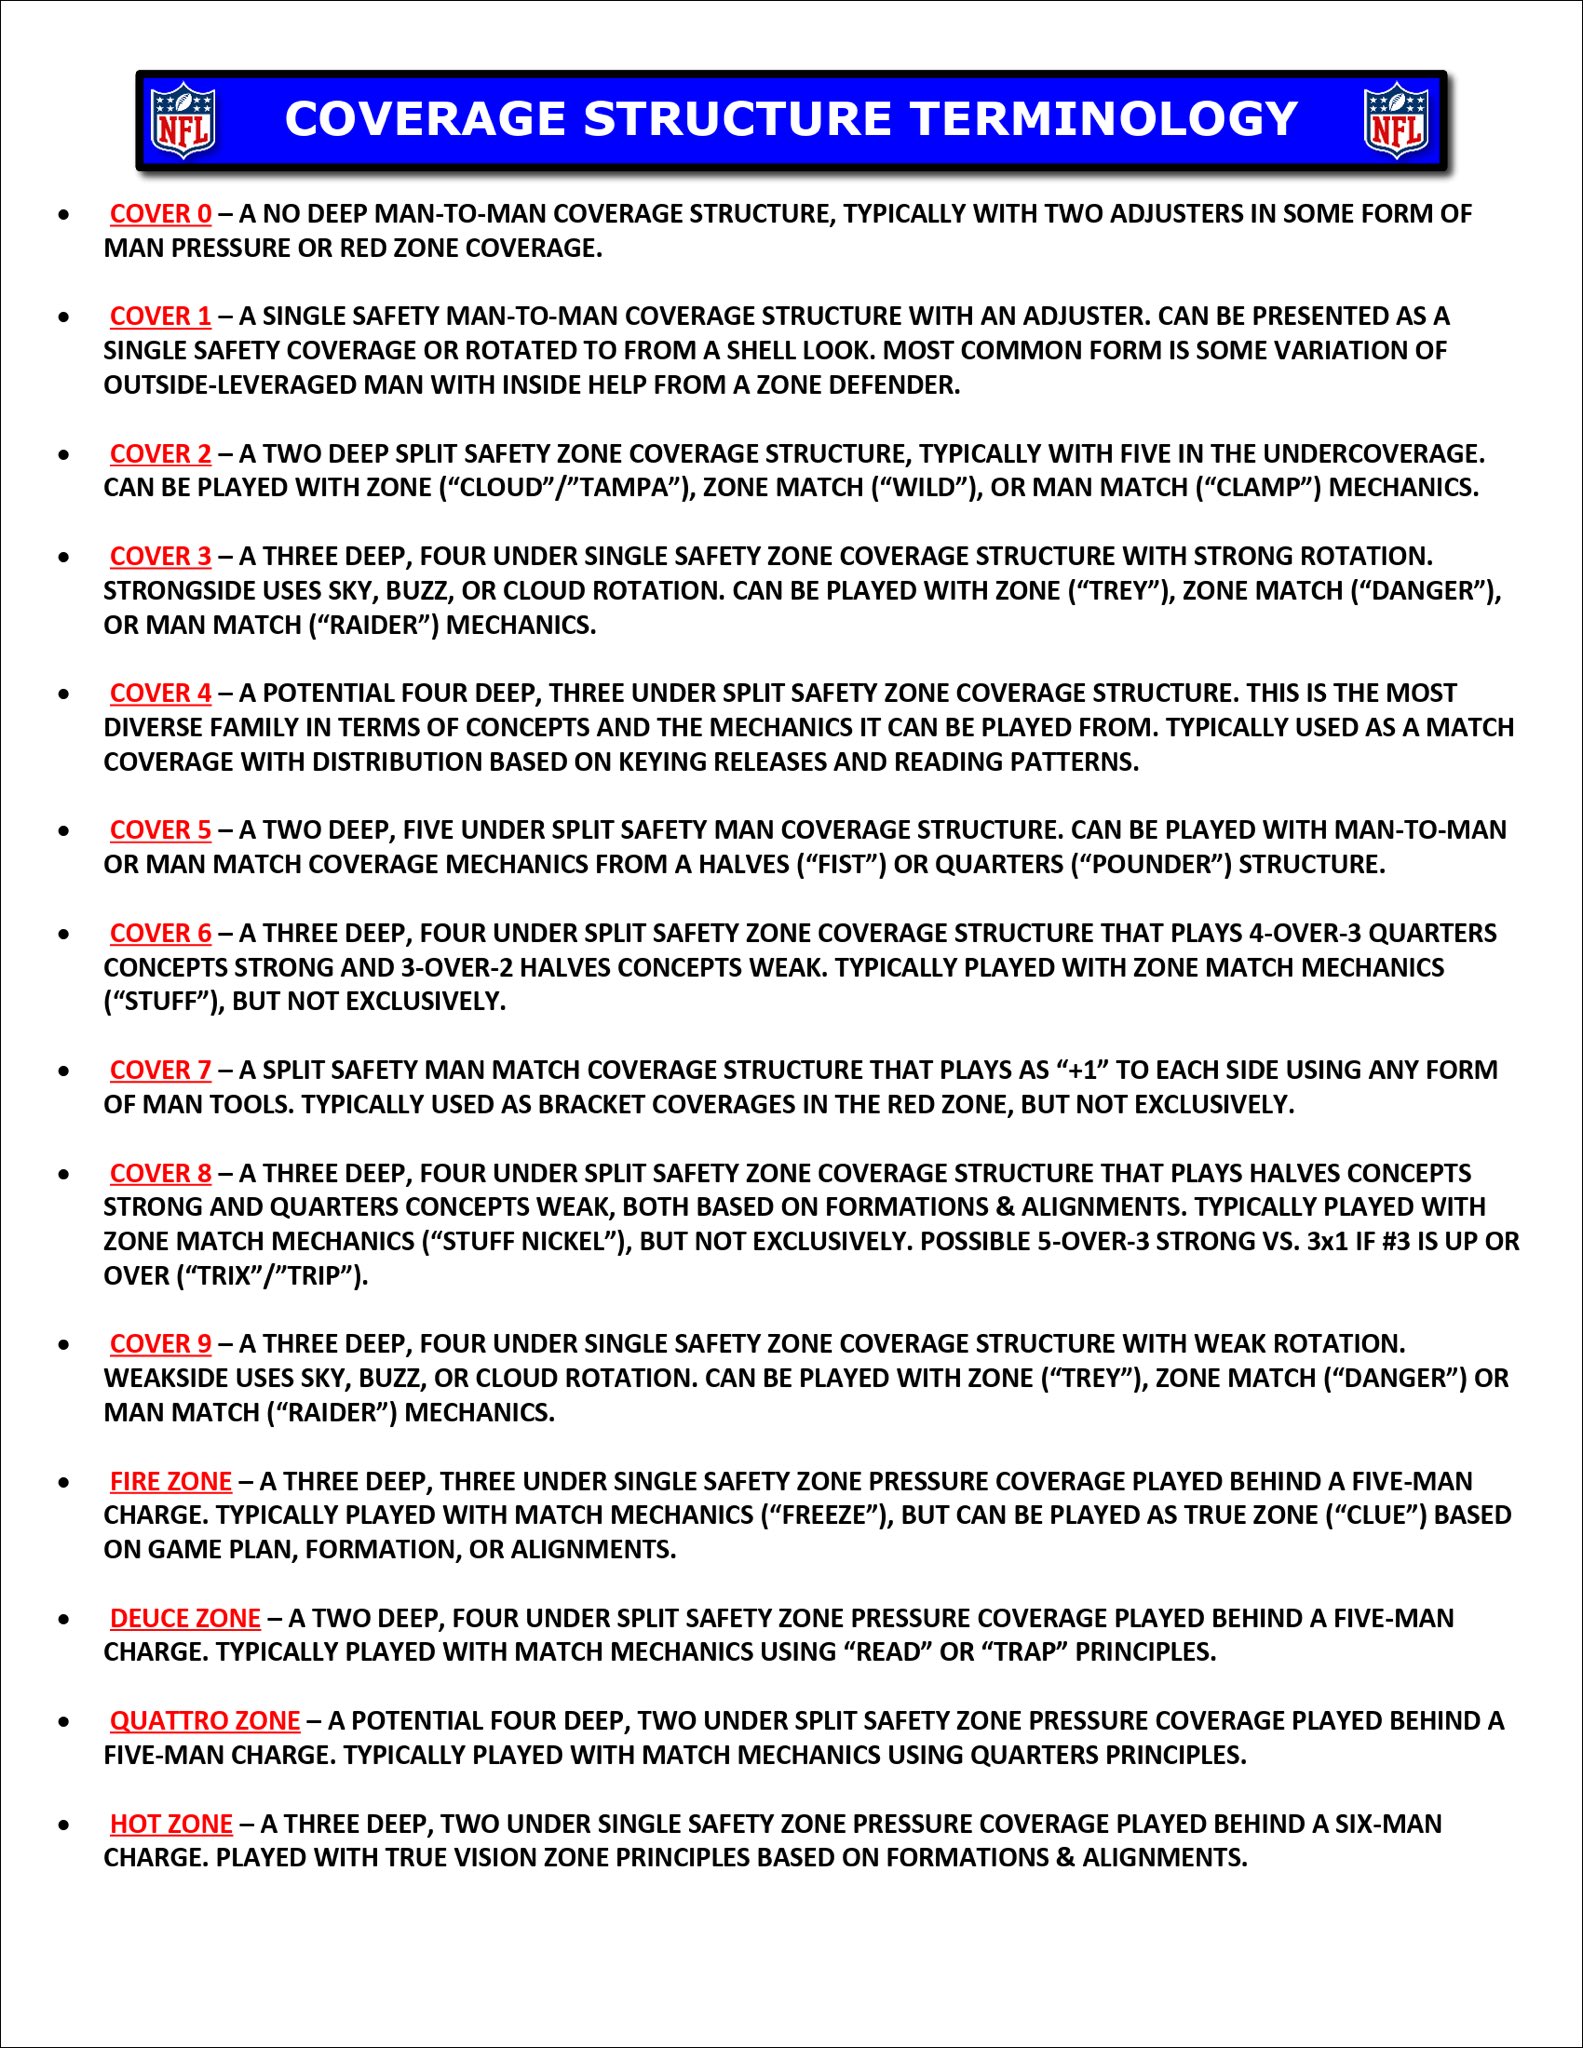 NFL COVERAGE STRUCTURE TERMINOLOGY NFL
• COVER 0 – A NO DEEP MAN-TO-MAN COVERAGE STRUCTURE, TYPICALLY WITH TWO ADJUSTERS IN SOME FORM OF
MAN PRESSURE OR RED ZONE COVERAGE.
• COVER 1 – A SINGLE SAFETY MAN-TO-MAN COVERAGE STRUCTURE WITH AN ADJUSTER. CAN BE PRESENTED AS A
SINGLE SAFETY COVERAGE OR ROTATED TO FROM A SHELL LOOK. MOST COMMON FORM IS SOME VARIATION OF
OUTSIDE-LEVERAGED MAN WITH INSIDE HELP FROM A ZONE DEFENDER.
• COVER 2 – A TWO DEEP SPLIT SAFETY ZONE COVERAGE STRUCTURE, TYPICALLY WITH FIVE IN THE UNDERCOVERAGE.
CAN BE PLAYED WITH ZONE (“CLOUD”/”TAMPA”), ZONE MATCH (“WILD”), OR MAN MATCH (“CLAMP”) MECHANICS.
• COVER 3 – A THREE DEEP, FOUR UNDER SINGLE SAFETY ZONE COVERAGE STRUCTURE WITH STRONG ROTATION.
STRONGSIDE USES SKY, BUZZ, OR CLOUD ROTATION. CAN BE PLAYED WITH ZONE (“TREY”), ZONE MATCH (“DANGER”),
OR MAN MATCH (“RAIDER”) MECHANICS.
• COVER 4 – A POTENTIAL FOUR DEEP, THREE UNDER SPLIT SAFETY ZONE COVERAGE STRUCTURE. THIS IS THE MOST
DIVERSE FAMILY IN TERMS OF CONCEPTS AND THE MECHANICS IT CAN BE PLAYED FROM. TYPICALLY USED AS A MATCH
COVERAGE WITH DISTRIBUTION BASED ON KEYING RELEASES AND READING PATTERNS.
• COVER 5 – A TWO DEEP, FIVE UNDER SPLIT SAFETY MAN COVERAGE STRUCTURE. CAN BE PLAYED WITH MAN-TO-MAN
OR MAN MATCH COVERAGE MECHANICS FROM A HALVES (“FIST”) OR QUARTERS (“POUNDER”) STRUCTURE.
• COVER 6 – A THREE DEEP, FOUR UNDER SPLIT SAFETY ZONE COVERAGE STRUCTURE THAT PLAYS 4-OVER-3 QUARTERS
CONCEPTS STRONG AND 3-OVER-2 HALVES CONCEPTS WEAK. TYPICALLY PLAYED WITH ZONE MATCH MECHANICS
(“STUFF”), BUT NOT EXCLUSIVELY.
• COVER 7 – A SPLIT SAFETY MAN MATCH COVERAGE STRUCTURE THAT PLAYS AS “+1” TO EACH SIDE USING ANY FORM
OF MAN TOOLS. TYPICALLY USED AS BRACKET COVERAGES IN THE RED ZONE, BUT NOT EXCLUSIVELY.
• COVER 8 – A THREE DEEP, FOUR UNDER SPLIT SAFETY ZONE COVERAGE STRUCTURE THAT PLAYS HALVES CONCEPTS
STRONG AND QUARTERS CONCEPTS WEAK, BOTH BASED ON FORMATIONS & ALIGNMENTS. TYPICALLY PLAYED WITH
ZONE MATCH MECHANICS (“STUFF NICKEL”), BUT NOT EXCLUSIVELY. POSSIBLE 5-OVER-3 STRONG VS. 3x1 IF #3 IS UP OR
OVER (“TRIX”/”TRIP”).
• COVER 9 – A THREE DEEP, FOUR UNDER SINGLE SAFETY ZONE COVERAGE STRUCTURE WITH WEAK ROTATION.
WEAKSIDE USES SKY, BUZZ, OR CLOUD ROTATION. CAN BE PLAYED WITH ZONE (“TREY”), ZONE MATCH (“DANGER”) OR
MAN MATCH (“RAIDER”) MECHANICS.
• FIRE ZONE – A THREE DEEP, THREE UNDER SINGLE SAFETY ZONE PRESSURE COVERAGE PLAYED BEHIND A FIVE-MAN
CHARGE. TYPICALLY PLAYED WITH MATCH MECHANICS (“FREEZE”), BUT CAN BE PLAYED AS TRUE ZONE (“CLUE”) BASED
ON GAME PLAN, FORMATION, OR ALIGNMENTS.
• DEUCE ZONE – A TWO DEEP, FOUR UNDER SPLIT SAFETY ZONE PRESSURE COVERAGE PLAYED BEHIND A FIVE-MAN
CHARGE. TYPICALLY PLAYED WITH MATCH MECHANICS USING “READ” OR “TRAP” PRINCIPLES.
• QUATTRO ZONE – A POTENTIAL FOUR DEEP, TWO UNDER SPLIT SAFETY ZONE PRESSURE COVERAGE PLAYED BEHIND A
FIVE-MAN CHARGE. TYPICALLY PLAYED WITH MATCH MECHANICS USING QUARTERS PRINCIPLES.
• HOT ZONE – A THREE DEEP, TWO UNDER SINGLE SAFETY ZONE PRESSURE COVERAGE PLAYED BEHIND A SIX-MAN
CHARGE. PLAYED WITH TRUE VISION ZONE PRINCIPLES BASED ON FORMATIONS & ALIGNMENTS.